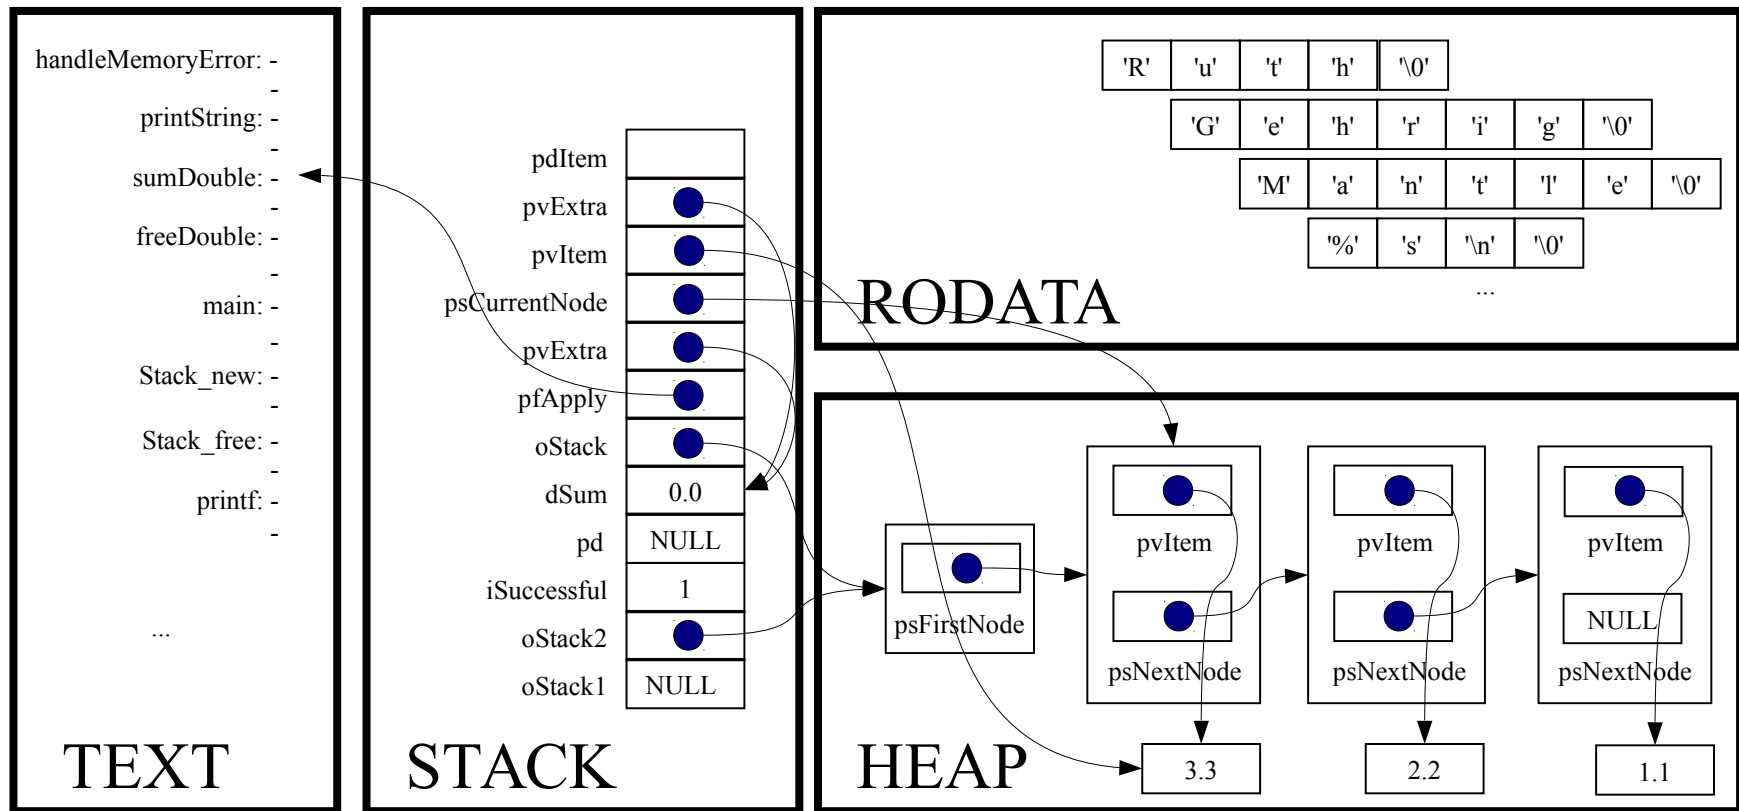 handleMemoryError: -
-
printString: -
-
sumDouble: -
-
freeDouble: -
-
main: -
-
Stack_new: -
-
Stack_free: -
-
printf: -
-
...
TEXT
pdItem
pvExtra
pvItem
psCurrentNode
pvExtra
pfApply
oStack
dSum 0.0
pd NULL
iSuccessful 1
oStack2
oStack1 NULL
STACK
'R' 'u' 't' 'h' '\0'
'G' 'e' 'h' 'r' 'i' 'g' '\0'
'M' 'a' 'n' 't' 'l' 'e' '\0'
'%' 's' '\n' '\0'
...
RODATA
psFirstNode
pvItem pvItem pvItem
NULL
psNextNode psNextNode psNextNode
3.3 2.2 1.1
HEAP